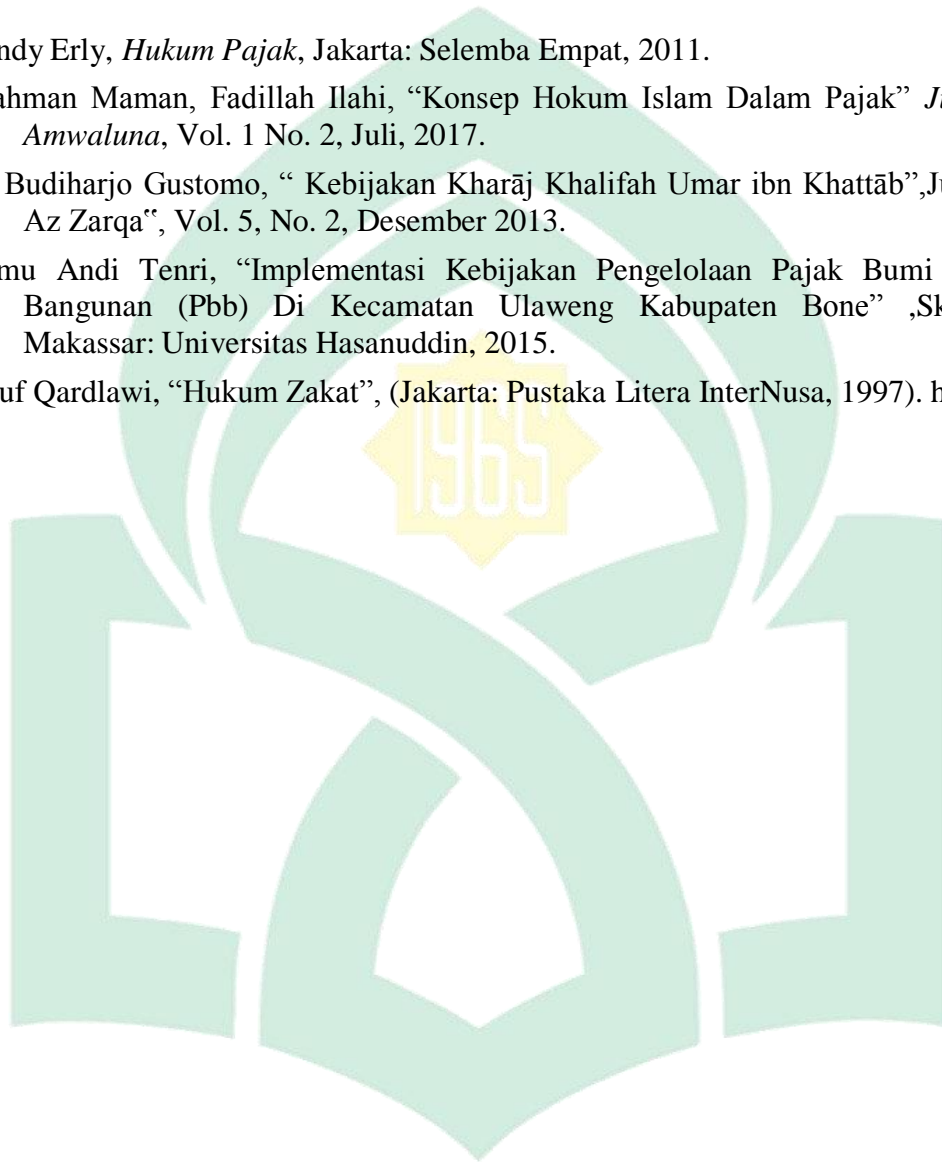 ndy Erly, Hukum Pajak, Jakarta: Selemba Empat, 2011.
ahman Maman, Fadillah Ilahi, “Konsep Hokum Islam Dalam Pajak”
Amwaluna, Vol. 1 No. 2, Juli, 2017.
Budiharjo Gustomo, “ Kebijakan Kharāj Khalifah Umar ibn Khattāb”,Ju
Az Zarqa‟, Vol. 5, No. 2, Desember 2013.
mu Andi Tenri, “Implementasi Kebijakan Pengelolaan Pajak Bumi
Bangunan (Pbb) Di Kecamatan Ulaweng Kabupaten Bone” ,Sk
Makassar: Universitas Hasanuddin, 2015.
uf Qardlawi, “Hukum Zakat”, (Jakarta: Pustaka Litera InterNusa, 1997). h
1965